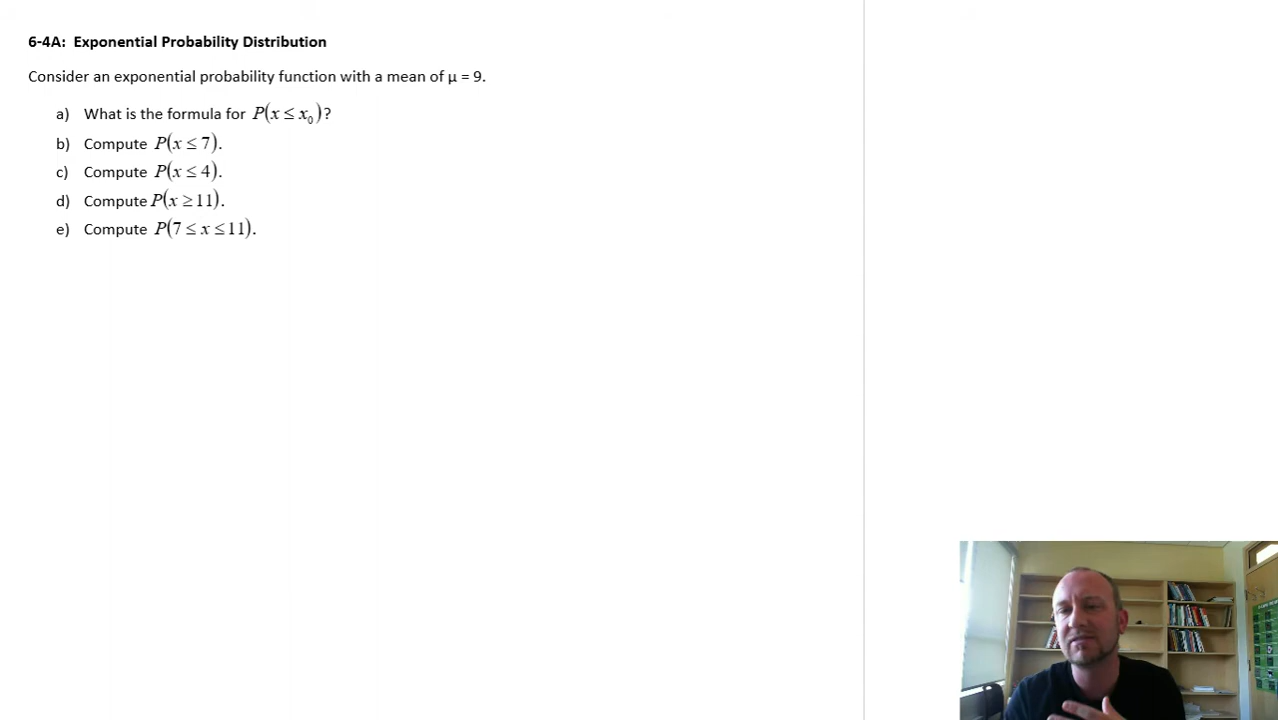 6-4A: Exponential Probability Distribution
Consider an exponential probability function with a mean of μ = 9.
a) What is the formula for P(x ≤ x₀)?
b) Compute P(x ≤ 7).
c) Compute P(x ≤ 4).
d) Compute P(x ≥ 11).
e) Compute P(7 ≤ x ≤ 11).